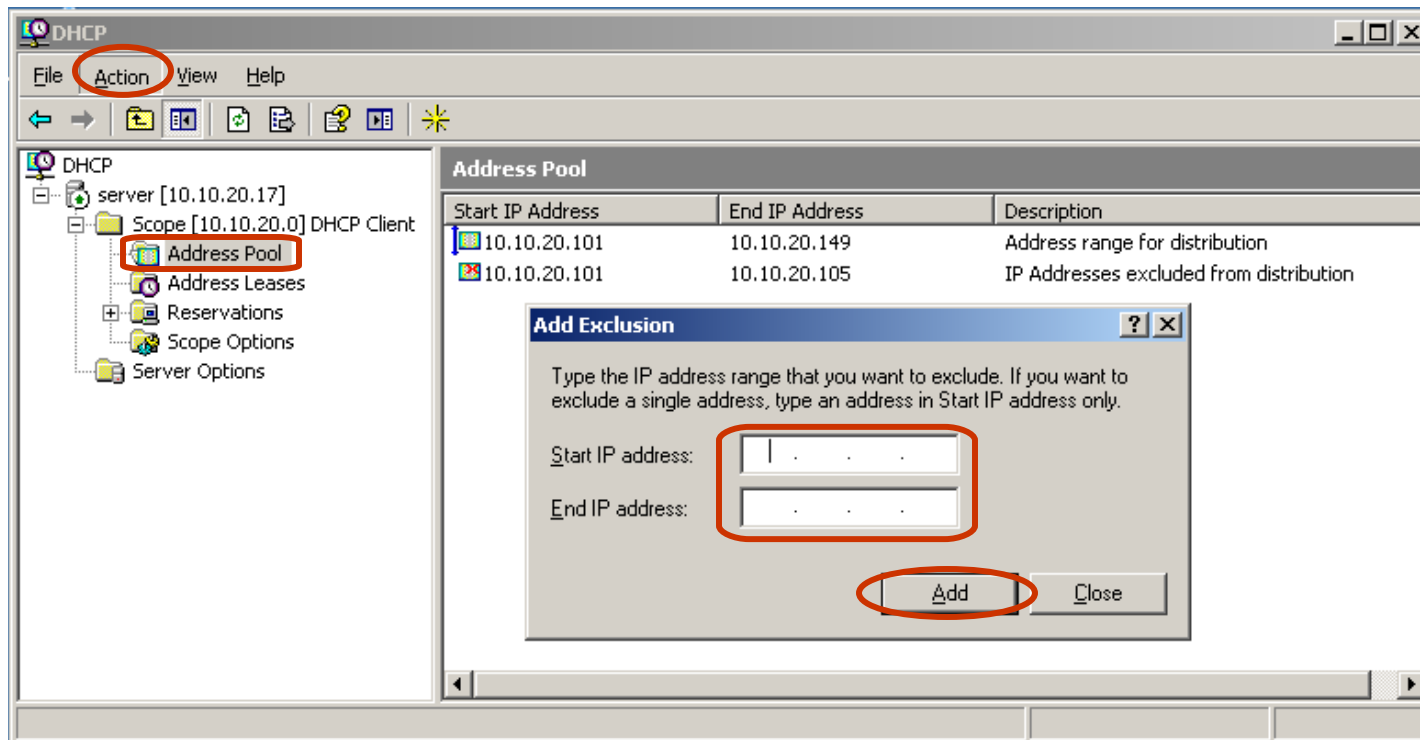 DHCP
File Action View Help
DHCP
server [10.10.20.17]
Scope [10.10.20.0] DHCP Client
Address Pool
Address Leases
Reservations
Scope Options
Server Options
Address Pool
Start IP Address End IP Address Description
10.10.20.101 10.10.20.149 Address range for distribution
10.10.20.101 10.10.20.105 IP Addresses excluded from distribution
Add Exclusion
Type the IP address range that you want to exclude. If you want to
exclude a single address, type an address in Start IP address only.
Start IP address:
End IP address:
Add Close